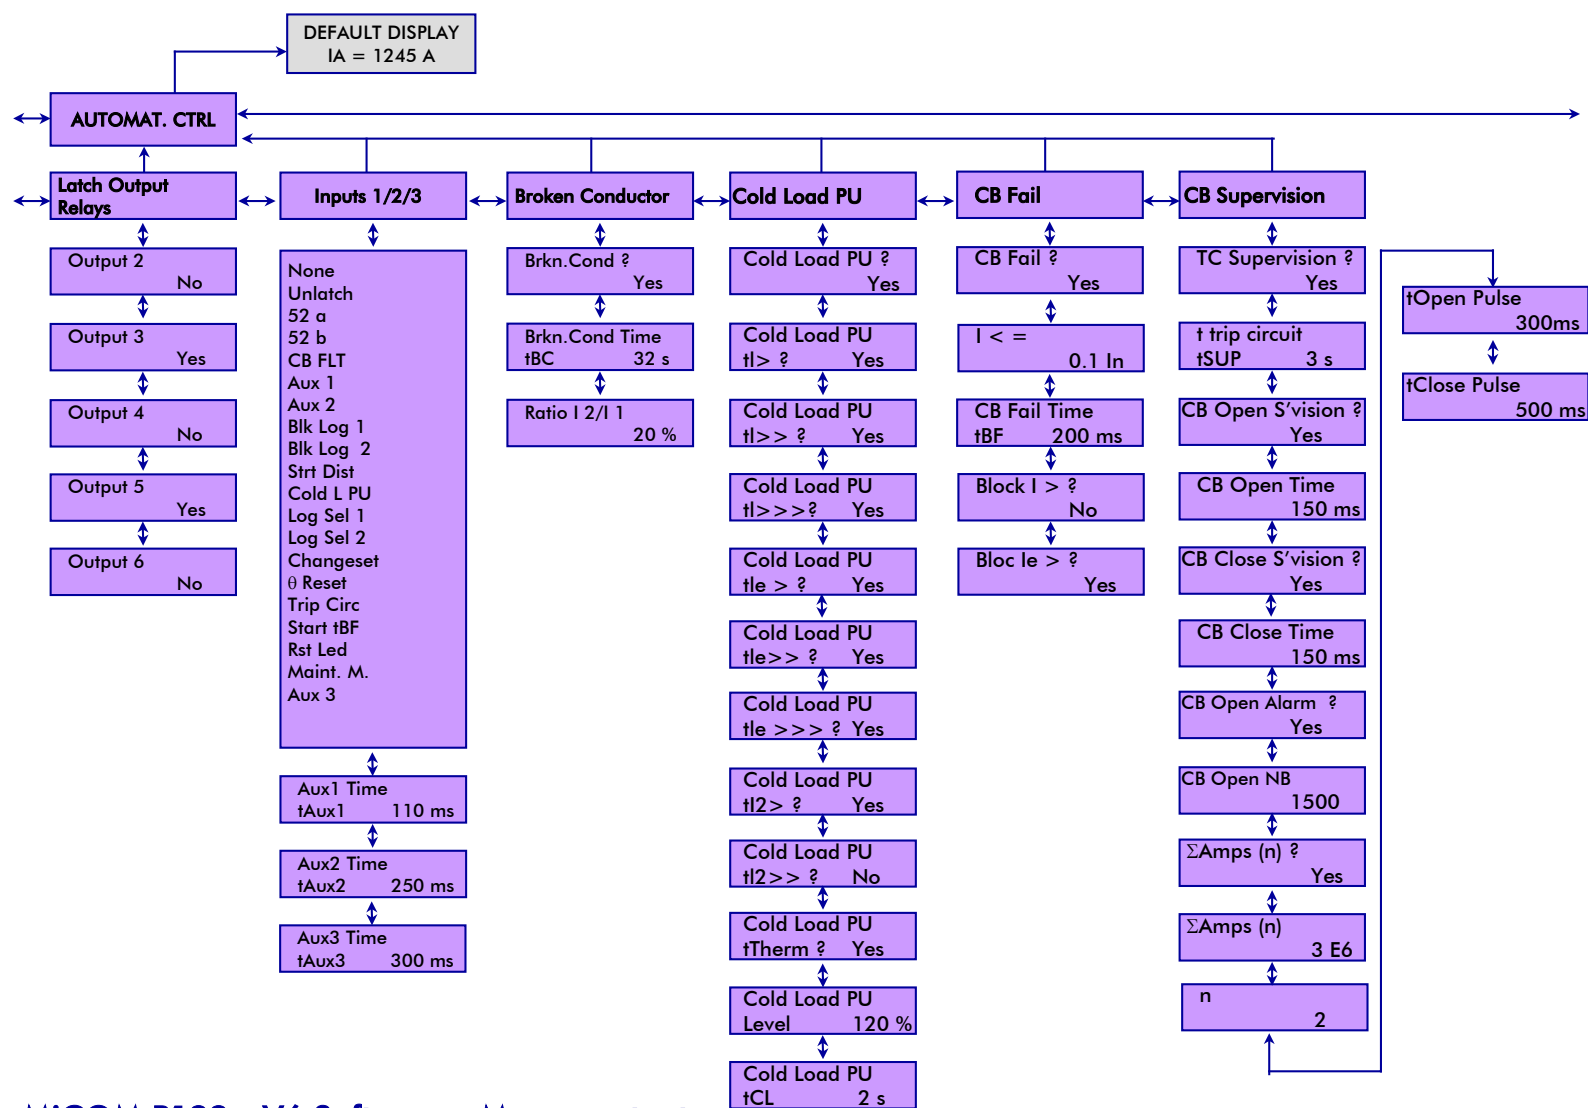 DEFAULT DISPLAY
IA = 1245 A
AUTOMAT. CTRL
Latch Output
Relays
Output 2
No
Output 3
Yes
Output 4
No
Output 5
Yes
Output 6
No
Inputs 1/2/3
None
Unlatch
52 a
52 b
CB FLT
Aux 1
Aux 2
Blk Log 1
Blk Log 2
Strt Dist
Cold L PU
Log Sel 1
Log Sel 2
Changeset
θ Reset
Trip Circ
Start tBF
Rst Led
Maint. M.
Aux 3
Aux1 Time
tAux1 110 ms
Aux2 Time
tAux2 250 ms
Aux3 Time
tAux3 300 ms
Broken Conductor
Brkn.Cond ?
Yes
Brkn.Cond Time
tBC 32 s
Ratio I 2/I 1
20 %
Cold Load PU
Cold Load PU ?
Yes
Cold Load PU
tI> ? Yes
Cold Load PU
tI>> ? Yes
Cold Load PU
tI>>>? Yes
Cold Load PU
tIe > ? Yes
Cold Load PU
tIe>> ? Yes
Cold Load PU
tIe >>> ? Yes
Cold Load PU
tI2> ? Yes
Cold Load PU
tI2>> ? No
Cold Load PU
tTherm ? Yes
Cold Load PU
Level 120 %
Cold Load PU
tCL 2 s
CB Fail
CB Fail ?
Yes
I < =
0.1 In
CB Fail Time
tBF 200 ms
Block I > ?
No
Bloc Ie > ?
Yes
CB Supervision
TC Supervision ?
Yes
t trip circuit
tSUP 3 s
CB Open S’vision ?
Yes
CB Open Time
150 ms
CB Close S’vision ?
Yes
CB Close Time
150 ms
CB Open Alarm ?
Yes
CB Open NB
1500
ΣAmps (n) ?
Yes
ΣAmps (n)
3 E6
n
2
tOpen Pulse
300ms
tClose Pulse
500 ms